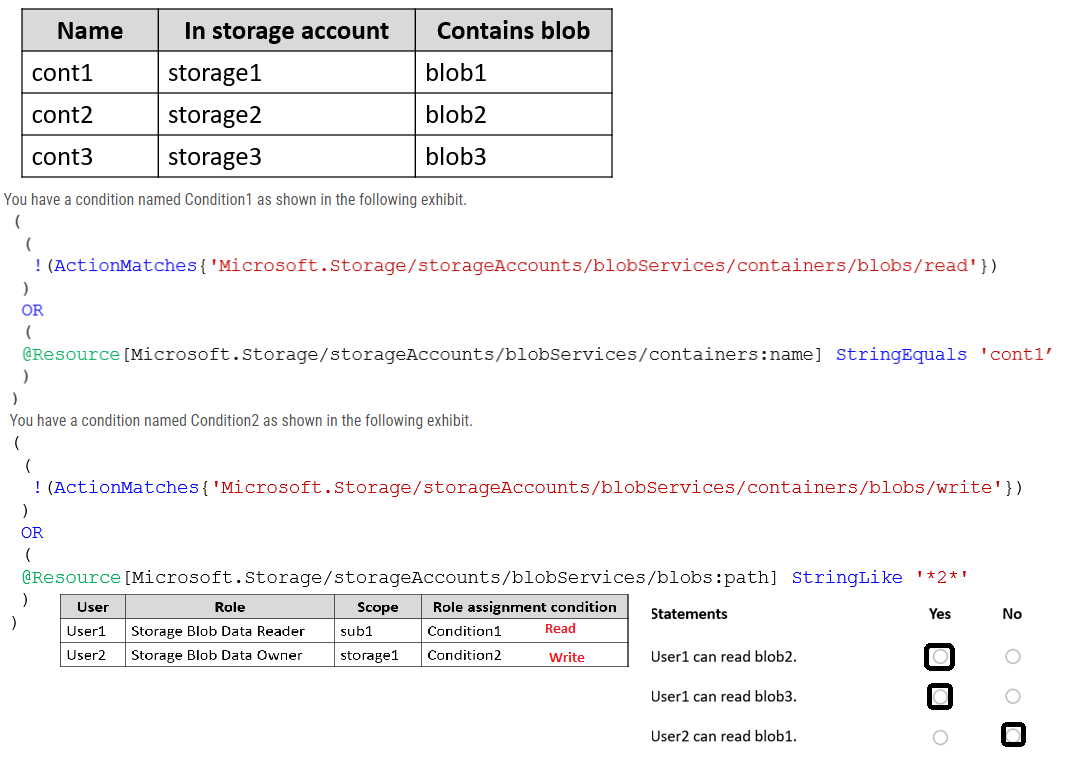 Name In storage account Contains blob
cont1 storage1 blob1
cont2 storage2 blob2
cont3 storage3 blob3
You have a condition named Condition1 as shown in the following exhibit.
(
(
!(ActionMatches{'Microsoft.Storage/storageAccounts/blobServices/containers/blobs/read'})
)
OR
(
@Resource[Microsoft.Storage/storageAccounts/blobServices/containers:name] StringEquals 'cont1'
)
)
You have a condition named Condition2 as shown in the following exhibit.
(
(
!(ActionMatches{'Microsoft.Storage/storageAccounts/blobServices/containers/blobs/write'})
)
OR
(
@Resource[Microsoft.Storage/storageAccounts/blobServices/blobs:path] StringLike '*2*'
)
)
User Role Scope Role assignment condition
User1 Storage Blob Data Reader sub1 Condition1 Read
User2 Storage Blob Data Owner storage1 Condition2 Write
Statements Yes No
User1 can read blob2.
User1 can read blob3.
User2 can read blob1.